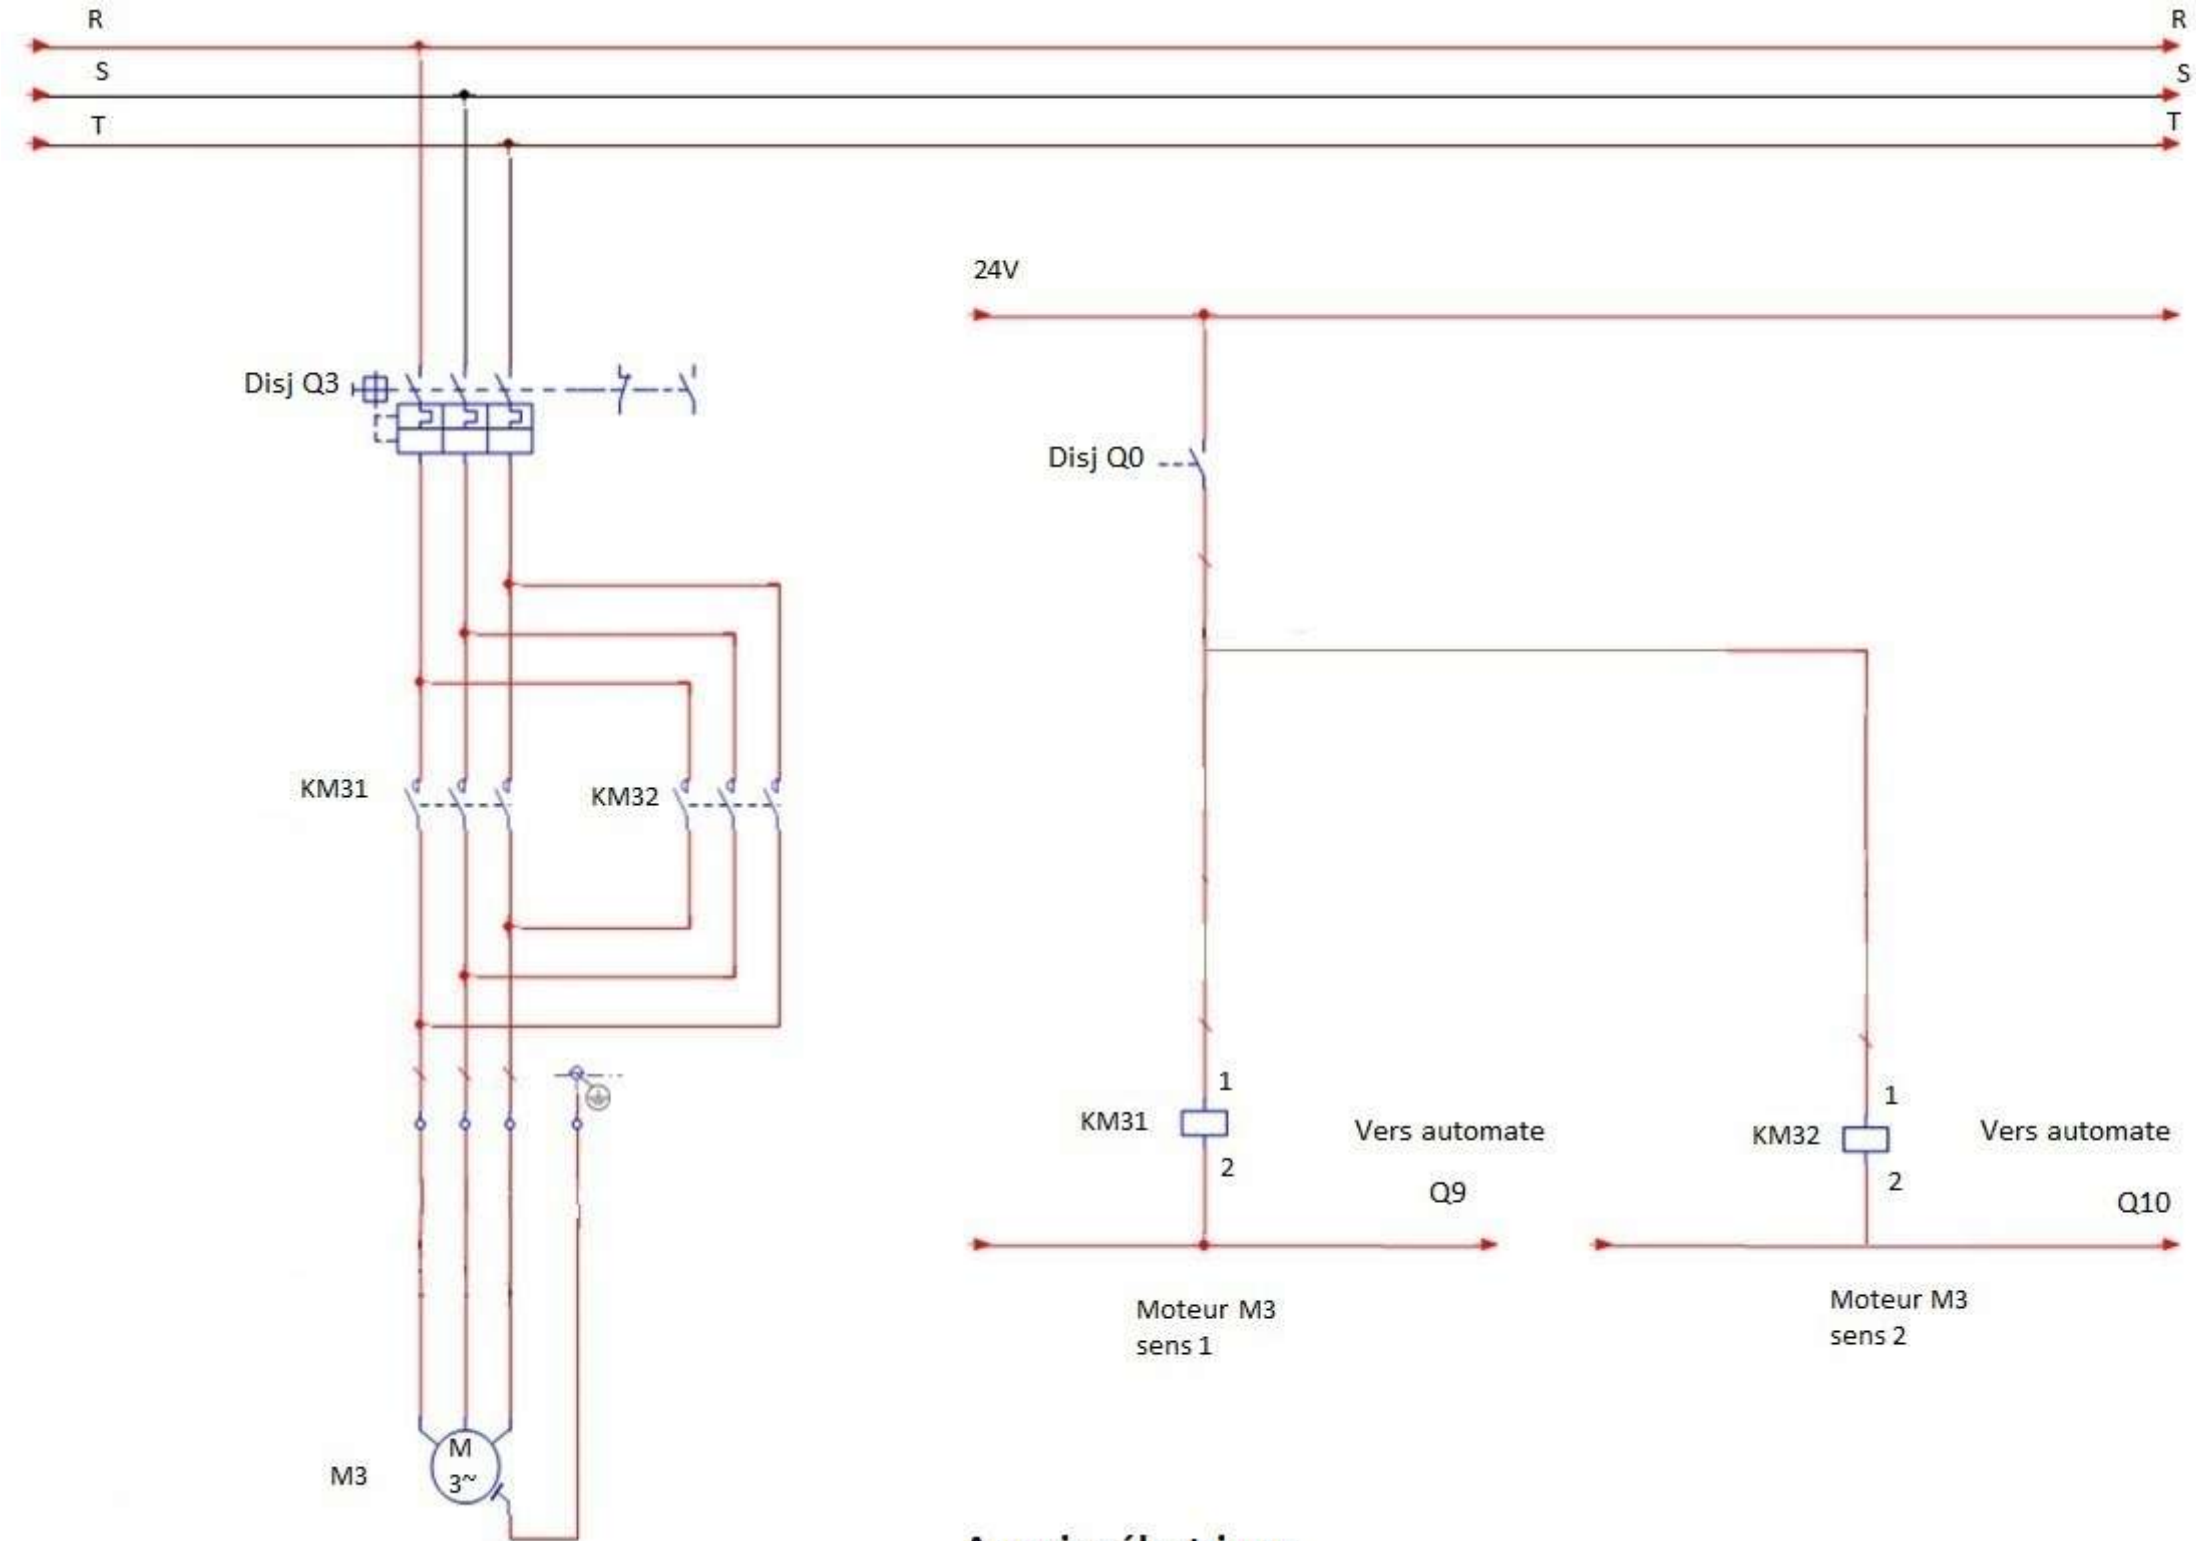 R
R
S
S
T
T
24V
Disj Q3
Disj Q0
KM31
KM32
1
1
KM31
Vers automate
KM32
Vers automate
2
2
Q9
Q10
Moteur M3
sens 1
Moteur M3
sens 2
M
3~
M3